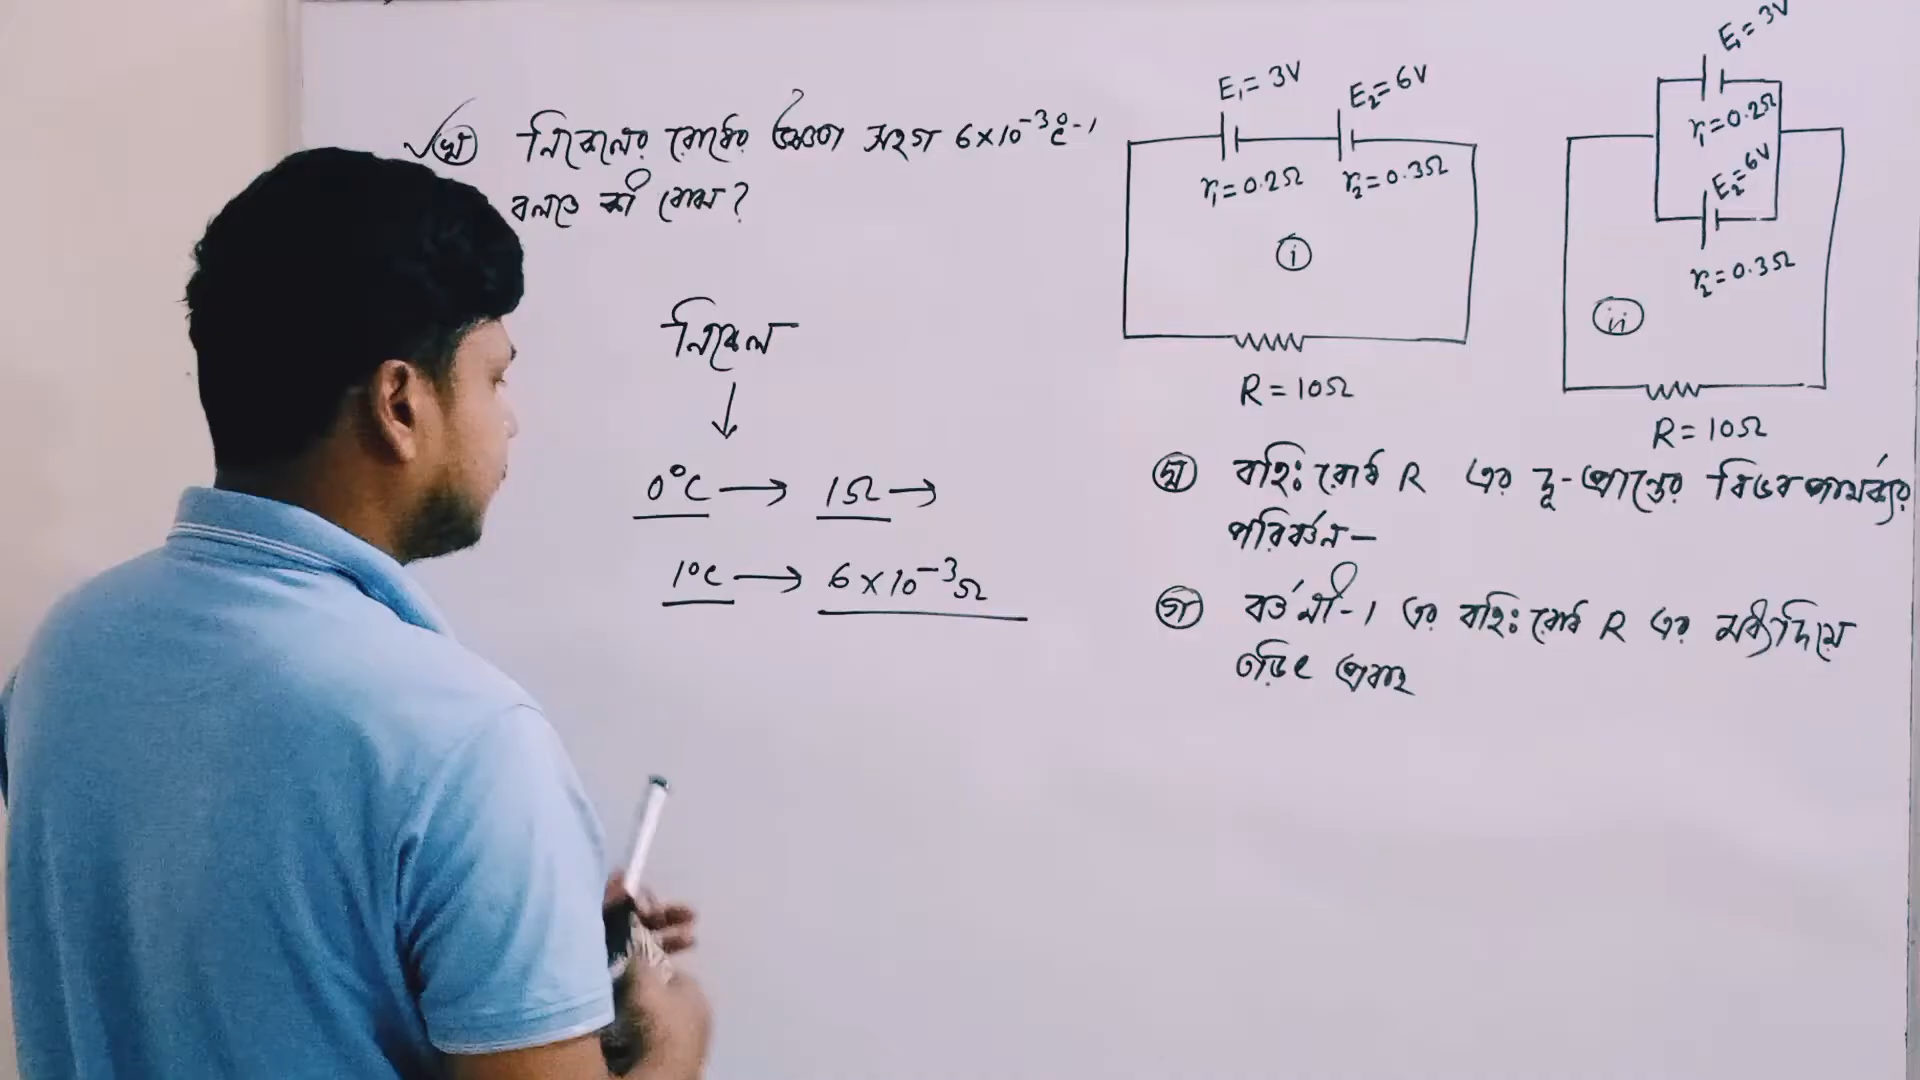 খ নিকেলের রোধের উষ্ণতা সহগ 6×10⁻³°C⁻¹
বলতে কী বোঝ?
নিকেল
↓
0°C → 1Ω →
1°C → 6×10⁻³Ω
E₁=3V
E₂=6V
r₁=0.2Ω
r₂=0.3Ω
i
R=10Ω
E₁=3V
r₁=0.2Ω
E₂=6V
r₂=0.3Ω
ii
R=10Ω
ঘ বহিঃরোধ R এর দু-প্রান্তের বিভব পার্থক্যের
পরিবর্তন–
গ বর্তনী-1 এর বহিঃরোধ R এর মধ্যদিয়ে
তড়িৎ প্রবাহ